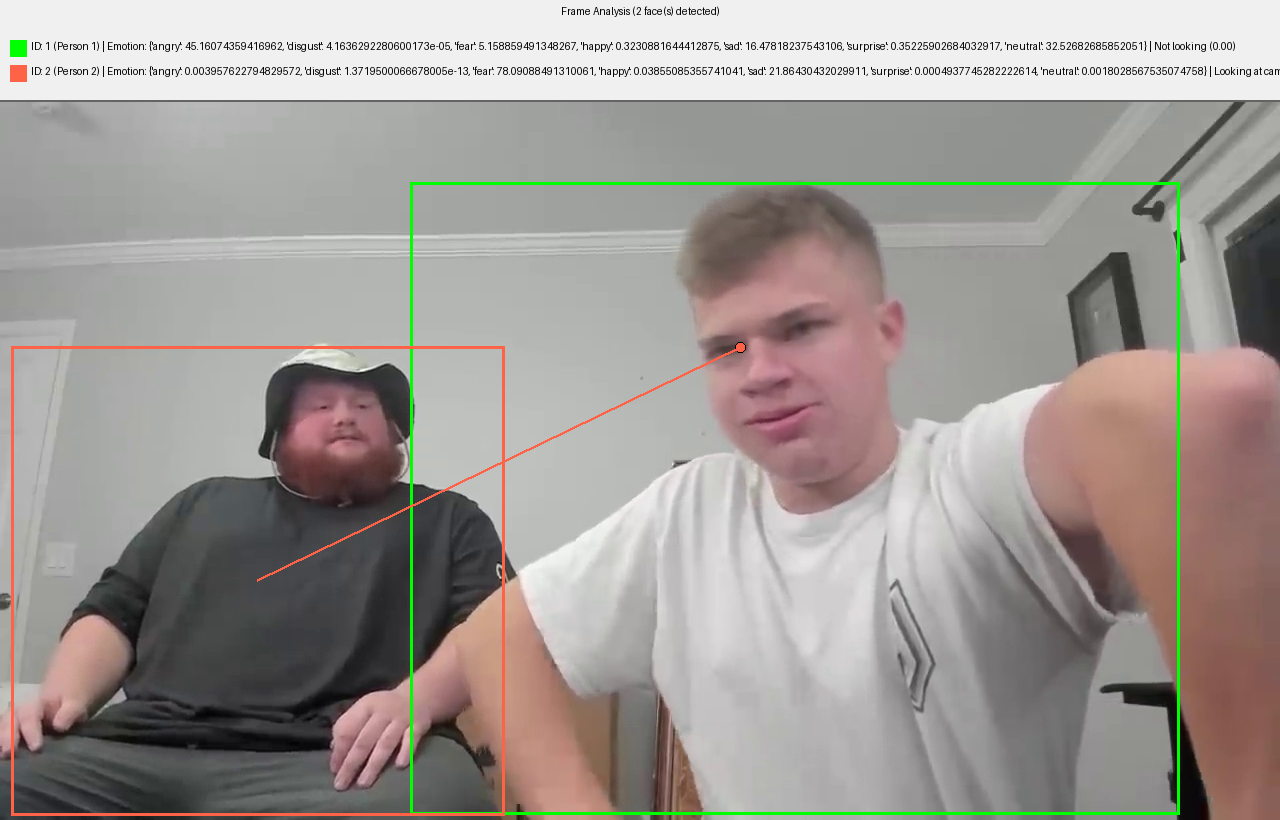 Frame Analysis (2 face(s) detected)
ID: 1 (Person 1) | Emotion: {'angry': 45.16074359416962, 'disgust': 4.1636292280600173e-05, 'fear': 5.158859491348267, 'happy': 0.3230881644412875, 'sad': 16.47818237543106, 'surprise': 0.35225902684032917, 'neutral': 32.52682685852051} | Not looking (0.00)
ID: 2 (Person 2) | Emotion: {'angry': 0.003957622794829572, 'disgust': 1.3719500066678005e-13, 'fear': 78.09088491310061, 'happy': 0.03855085355741041, 'sad': 21.86430432029911, 'surprise': 0.0004937745282222614, 'neutral': 0.0018028567535074758} | Looking at cam